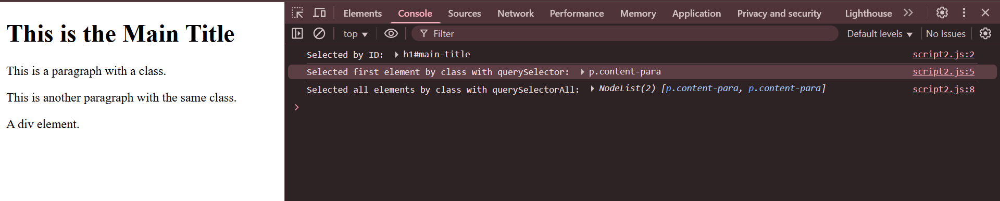 This is the Main Title
This is a paragraph with a class.
This is another paragraph with the same class.
A div element.
Elements Console Sources Network Performance Memory Application Privacy and security Lighthouse
top Filter Default levels No Issues
Selected by ID: h1#main-title script2.js:2
Selected first element by class with querySelector: p.content-para script2.js:5
Selected all elements by class with querySelectorAll: NodeList(2) [p.content-para, p.content-para] script2.js:8